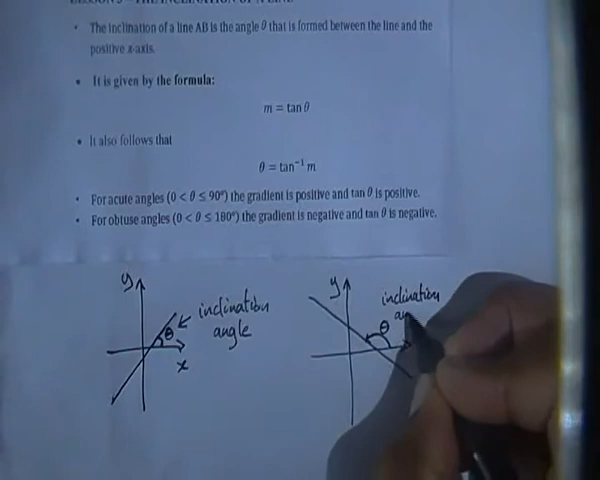 The inclination of a line AB is the angle θ that is formed between the line and the
positive x-axis.
It is given by the formula:
m = tan θ
It also follows that
θ = tan⁻¹ m
For acute angles (0 < θ ≤ 90°) the gradient is positive and tan θ is positive.
For obtuse angles (0 < θ ≤ 180°) the gradient is negative and tan θ is negative.
y
inclination
angle
θ
x
y
inclination
an
θ